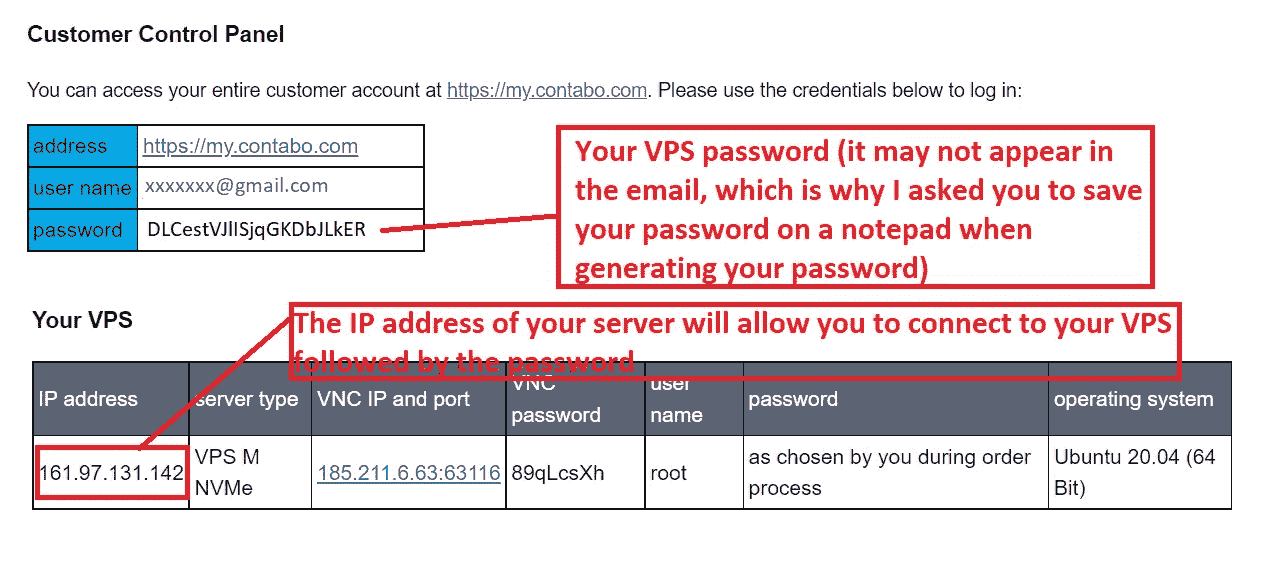 Customer Control Panel
You can access your entire customer account at https://my.contabo.com. Please use the credentials below to log in:
address https://my.contabo.com
user name xxxxxxx@gmail.com
password DLCestVJlISjqGKDbJLkER
Your VPS password (it may not appear in
the email, which is why I asked you to save
your password on a notepad when
generating your password)
Your VPS
The IP address of your server will allow you to connect to your VPS
followed by the password
IP address server type VNC IP and port VNC password user name password operating system
161.97.131.142 VPS M NVMe 185.211.6.63:63116 89qLcsXh root as chosen by you during order process Ubuntu 20.04 (64 Bit)